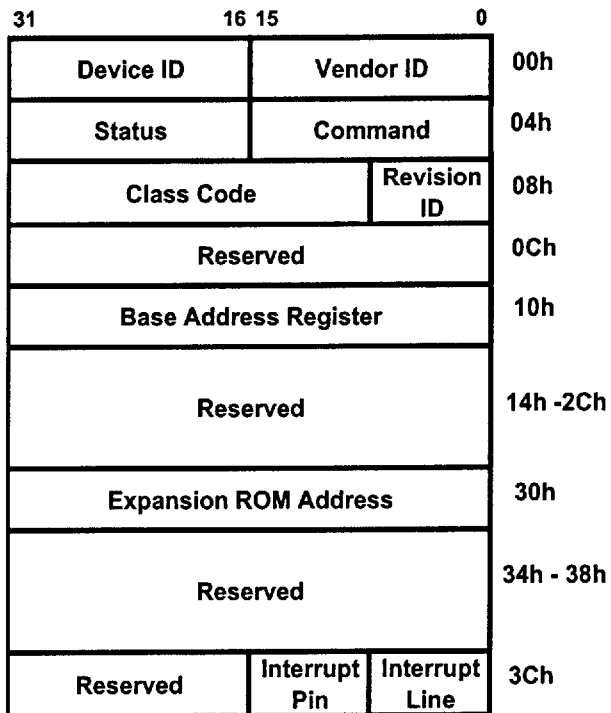 31 16 15 0
Device ID Vendor ID 00h
Status Command 04h
Class Code Revision ID 08h
Reserved 0Ch
Base Address Register 10h
Reserved 14h -2Ch
Expansion ROM Address 30h
Reserved 34h - 38h
Reserved Interrupt Pin Interrupt Line 3Ch